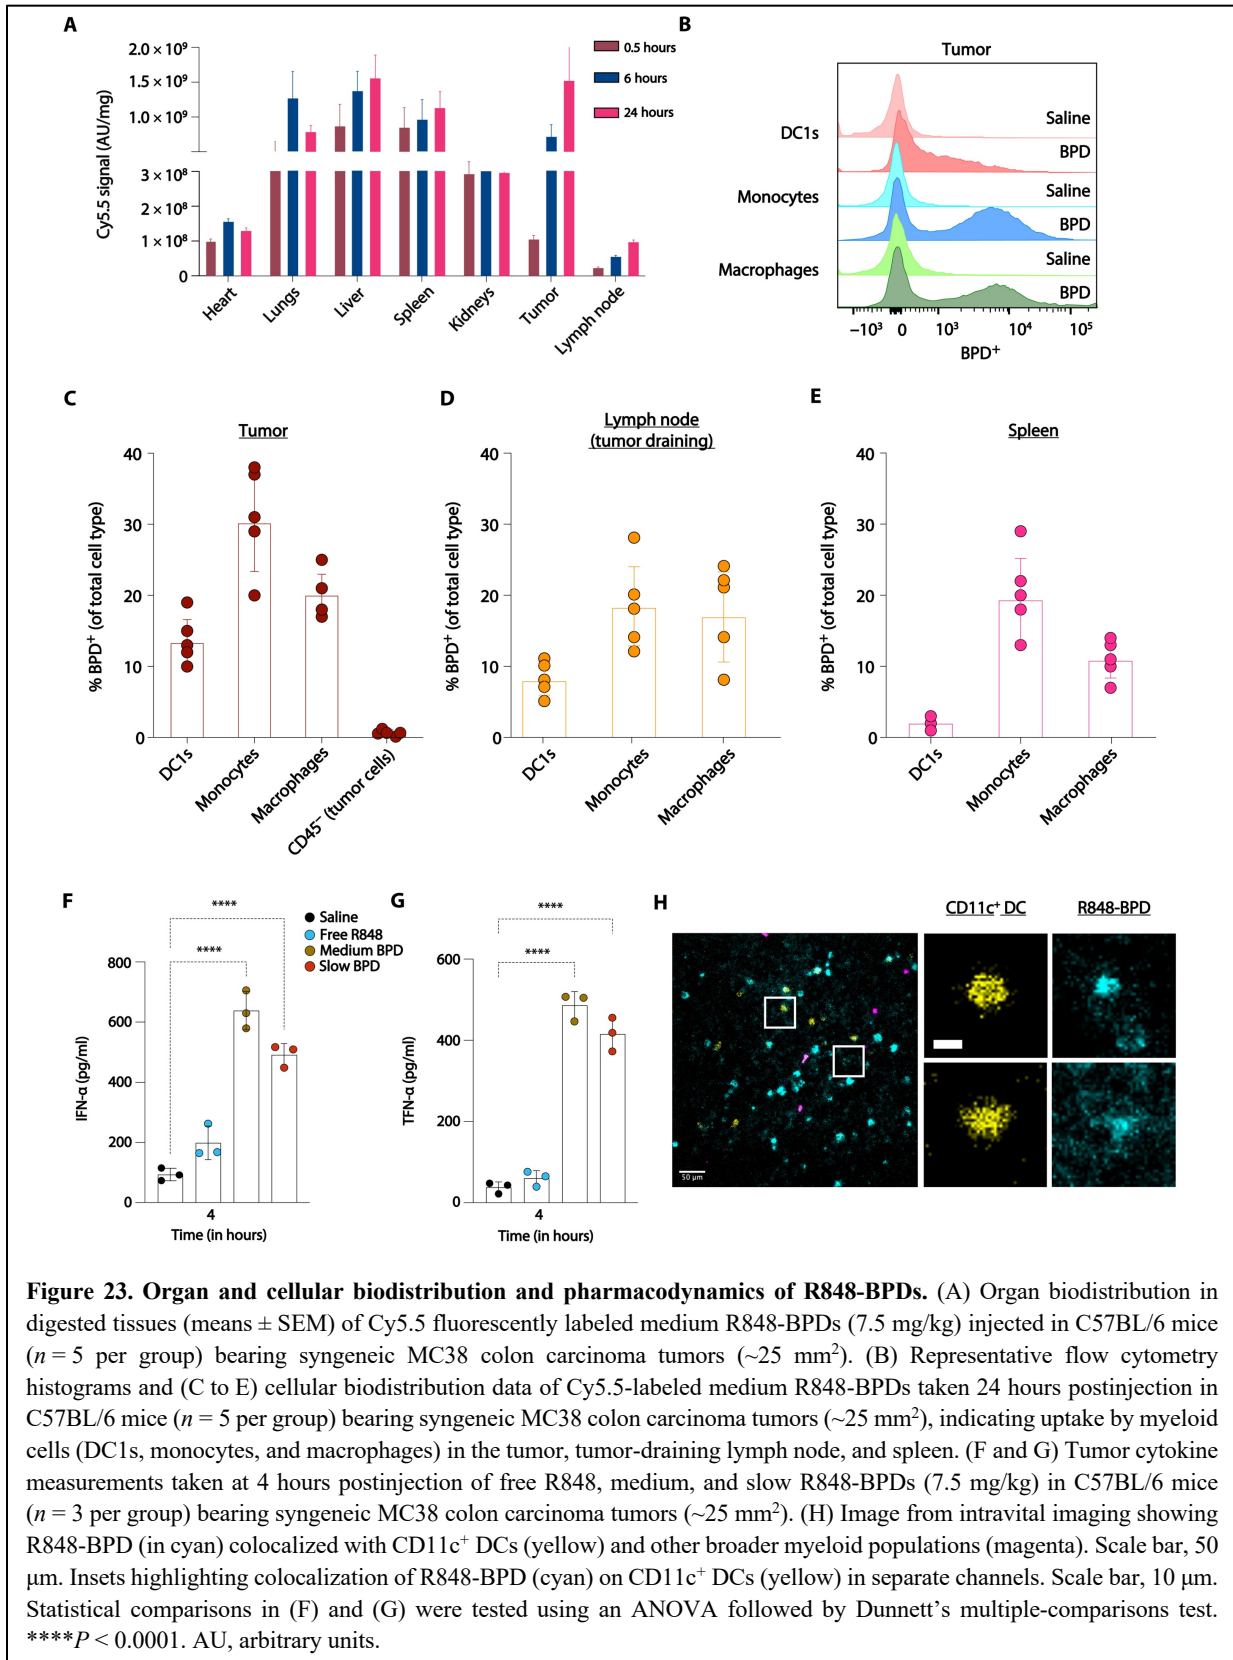 A
Cy5.5 signal (AU/mg)
2.0 × 10⁹
1.5 × 10⁹
1.0 × 10⁹
3 × 10⁸
2 × 10⁸
1 × 10⁸
0
Heart
Lungs
Liver
Spleen
Kidneys
Tumor
Lymph node
0.5 hours
6 hours
24 hours
B
Tumor
DC1s
Monocytes
Macrophages
Saline
BPD
Saline
BPD
Saline
BPD
−10³ 0 10³ 10⁴ 10⁵
BPD⁺
C
Tumor
% BPD⁺ (of total cell type)
40
30
20
10
0
DC1s
Monocytes
Macrophages
CD45⁻ (tumor cells)
D
Lymph node
(tumor draining)
% BPD⁺ (of total cell type)
40
30
20
10
0
DC1s
Monocytes
Macrophages
E
Spleen
% BPD⁺ (of total cell type)
40
30
20
10
0
DC1s
Monocytes
Macrophages
F
****
****
Saline
Free R848
Medium BPD
Slow BPD
IFN-α (pg/ml)
800
600
400
200
0
4
Time (in hours)
G
****
****
TFN-α (pg/ml)
600
400
200
0
4
Time (in hours)
H
CD11c⁺ DC
R848-BPD
50 μm
Figure 23. Organ and cellular biodistribution and pharmacodynamics of R848-BPDs. (A) Organ biodistribution in
digested tissues (means ± SEM) of Cy5.5 fluorescently labeled medium R848-BPDs (7.5 mg/kg) injected in C57BL/6 mice
(n = 5 per group) bearing syngeneic MC38 colon carcinoma tumors (~25 mm²). (B) Representative flow cytometry
histograms and (C to E) cellular biodistribution data of Cy5.5-labeled medium R848-BPDs taken 24 hours postinjection in
C57BL/6 mice (n = 5 per group) bearing syngeneic MC38 colon carcinoma tumors (~25 mm²), indicating uptake by myeloid
cells (DC1s, monocytes, and macrophages) in the tumor, tumor-draining lymph node, and spleen. (F and G) Tumor cytokine
measurements taken at 4 hours postinjection of free R848, medium, and slow R848-BPDs (7.5 mg/kg) in C57BL/6 mice
(n = 3 per group) bearing syngeneic MC38 colon carcinoma tumors (~25 mm²). (H) Image from intravital imaging showing
R848-BPD (in cyan) colocalized with CD11c⁺ DCs (yellow) and other broader myeloid populations (magenta). Scale bar, 50
μm. Insets highlighting colocalization of R848-BPD (cyan) on CD11c⁺ DCs (yellow) in separate channels. Scale bar, 10 μm.
Statistical comparisons in (F) and (G) were tested using an ANOVA followed by Dunnett’s multiple-comparisons test.
****P < 0.0001. AU, arbitrary units.